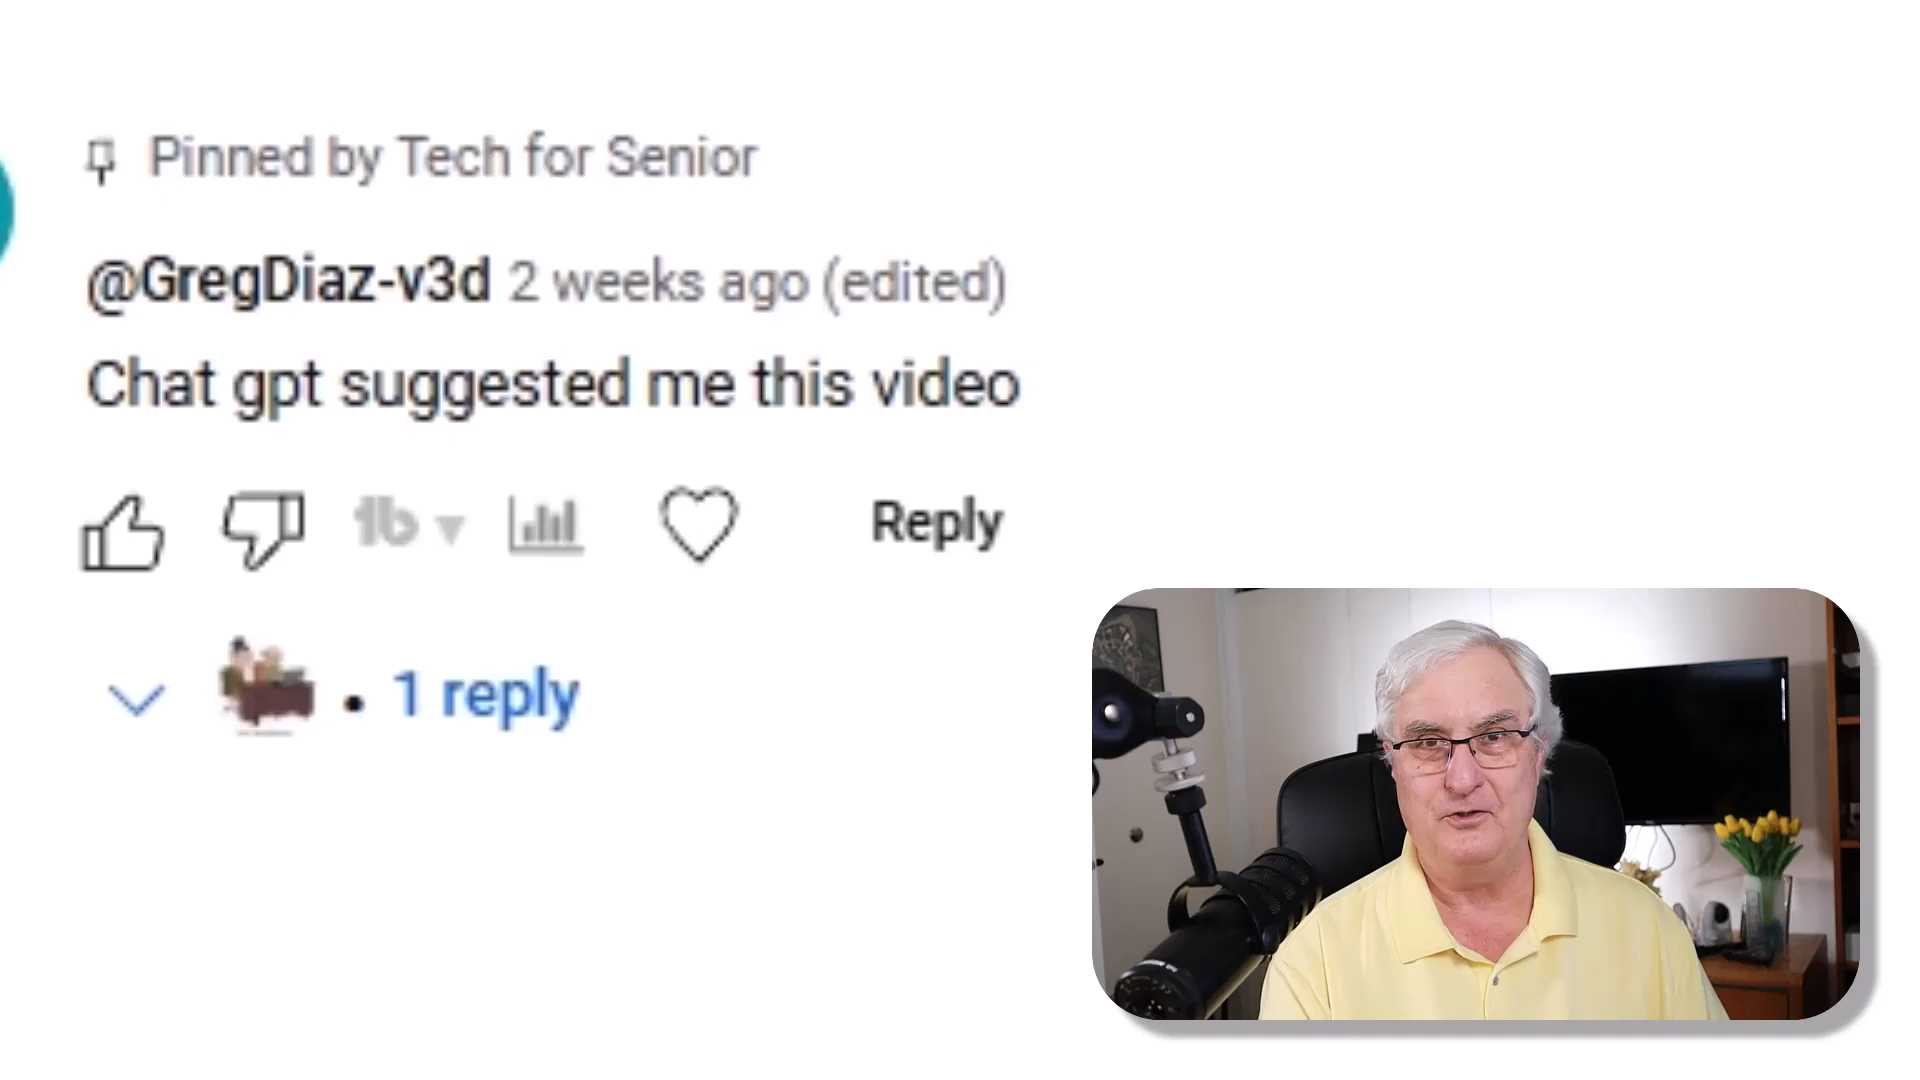 Pinned by Tech for Senior
@GregDiaz-v3d 2 weeks ago (edited)
Chat gpt suggested me this video
Reply
• 1 reply